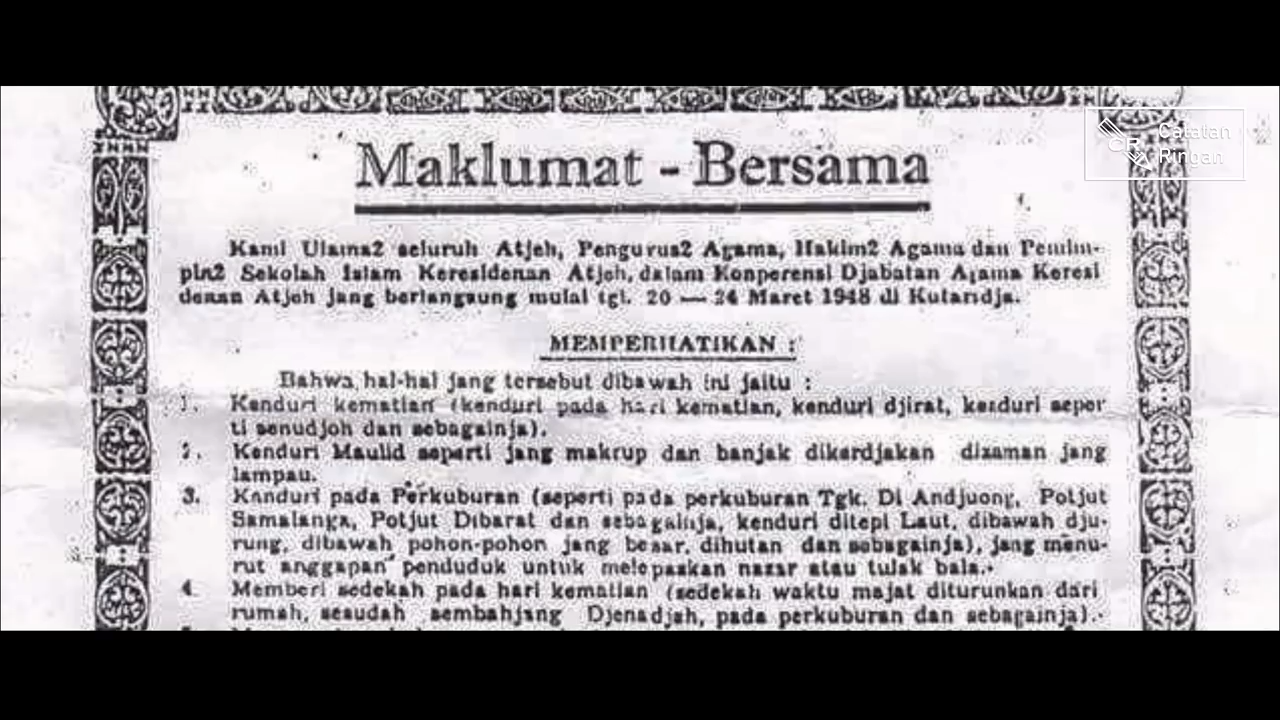 Maklumat - Bersama
Catatan
CR
Ringan
Kami Ulama2 seluruh Atjeh, Pengurus2 Agama, Hakim2 Agama dan Pemim-
pin2 Sekolah Islam Keresidenan Atjeh, dalam Konperensi Djabatan Agama Keresi
denan Atjeh jang berlangsung mulai tgl. 20 — 24 Maret 1948 di Kutaradja.
MEMPERHATIKAN :
Bahwa hal-hal jang tersebut dibawah ini jaitu :
1. Kenduri kematian (kenduri pada hari kematian, kenduri djirat, kenduri seper
ti senudjoh dan sebagainja).
2. Kenduri Maulid seperti jang makrup dan banjak dikerdjakan dizaman jang
lampau.
3. Kanduri pada Perkuburan (seperti pada perkuburan Tgk. Di Andjuong, Potjut
Samalanga, Potjut Dibarat dan sebagainja, kenduri ditepi Laut, dibawah dju-
rung, dibawah pohon-pohon jang besar, dihutan dan sebagainja), jang menu-
rut anggapan penduduk untuk melepaskan nazar atau tulak bala.
4. Memberi sedekah pada hari kematian (sedekah waktu majat diturunkan dari
rumah, sesudah sembahjang Djenadjah, pada perkuburan dan sebagainja).